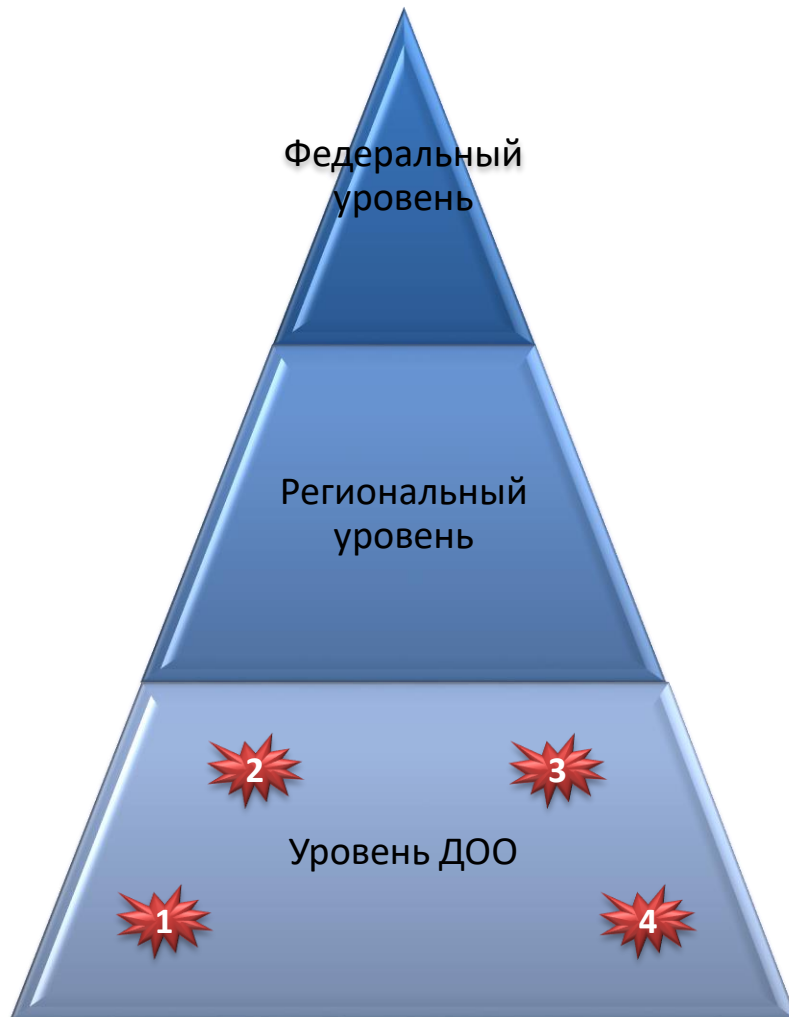 Федеральный
уровень
Региональный
уровень
2
3
Уровень ДОО
1
4